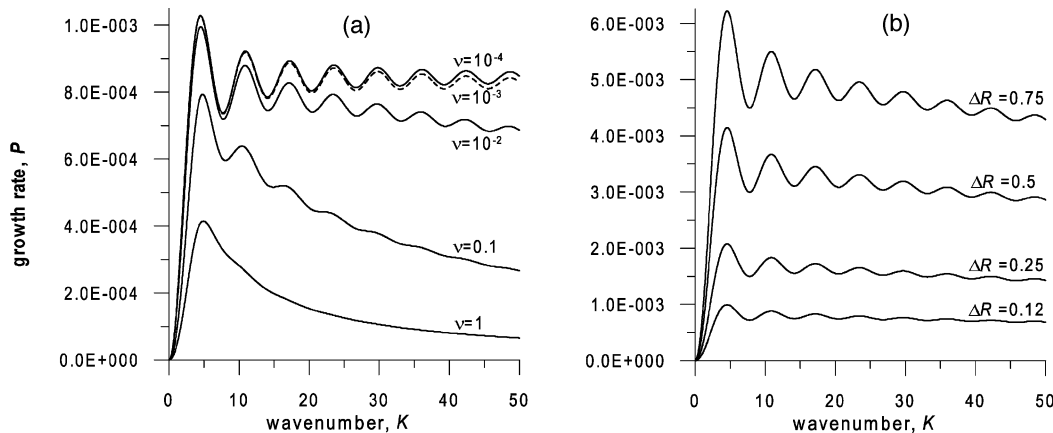 (a)
growth rate, P
1.0E-003
8.0E-004
6.0E-004
4.0E-004
2.0E-004
0.0E+000
ν=10-4
ν=10-3
ν=10-2
ν=0.1
ν=1
0 10 20 30 40 50
wavenumber, K
(b)
6.0E-003
5.0E-003
4.0E-003
3.0E-003
2.0E-003
1.0E-003
0.0E+000
ΔR =0.75
ΔR =0.5
ΔR =0.25
ΔR =0.12
0 10 20 30 40 50
wavenumber, K